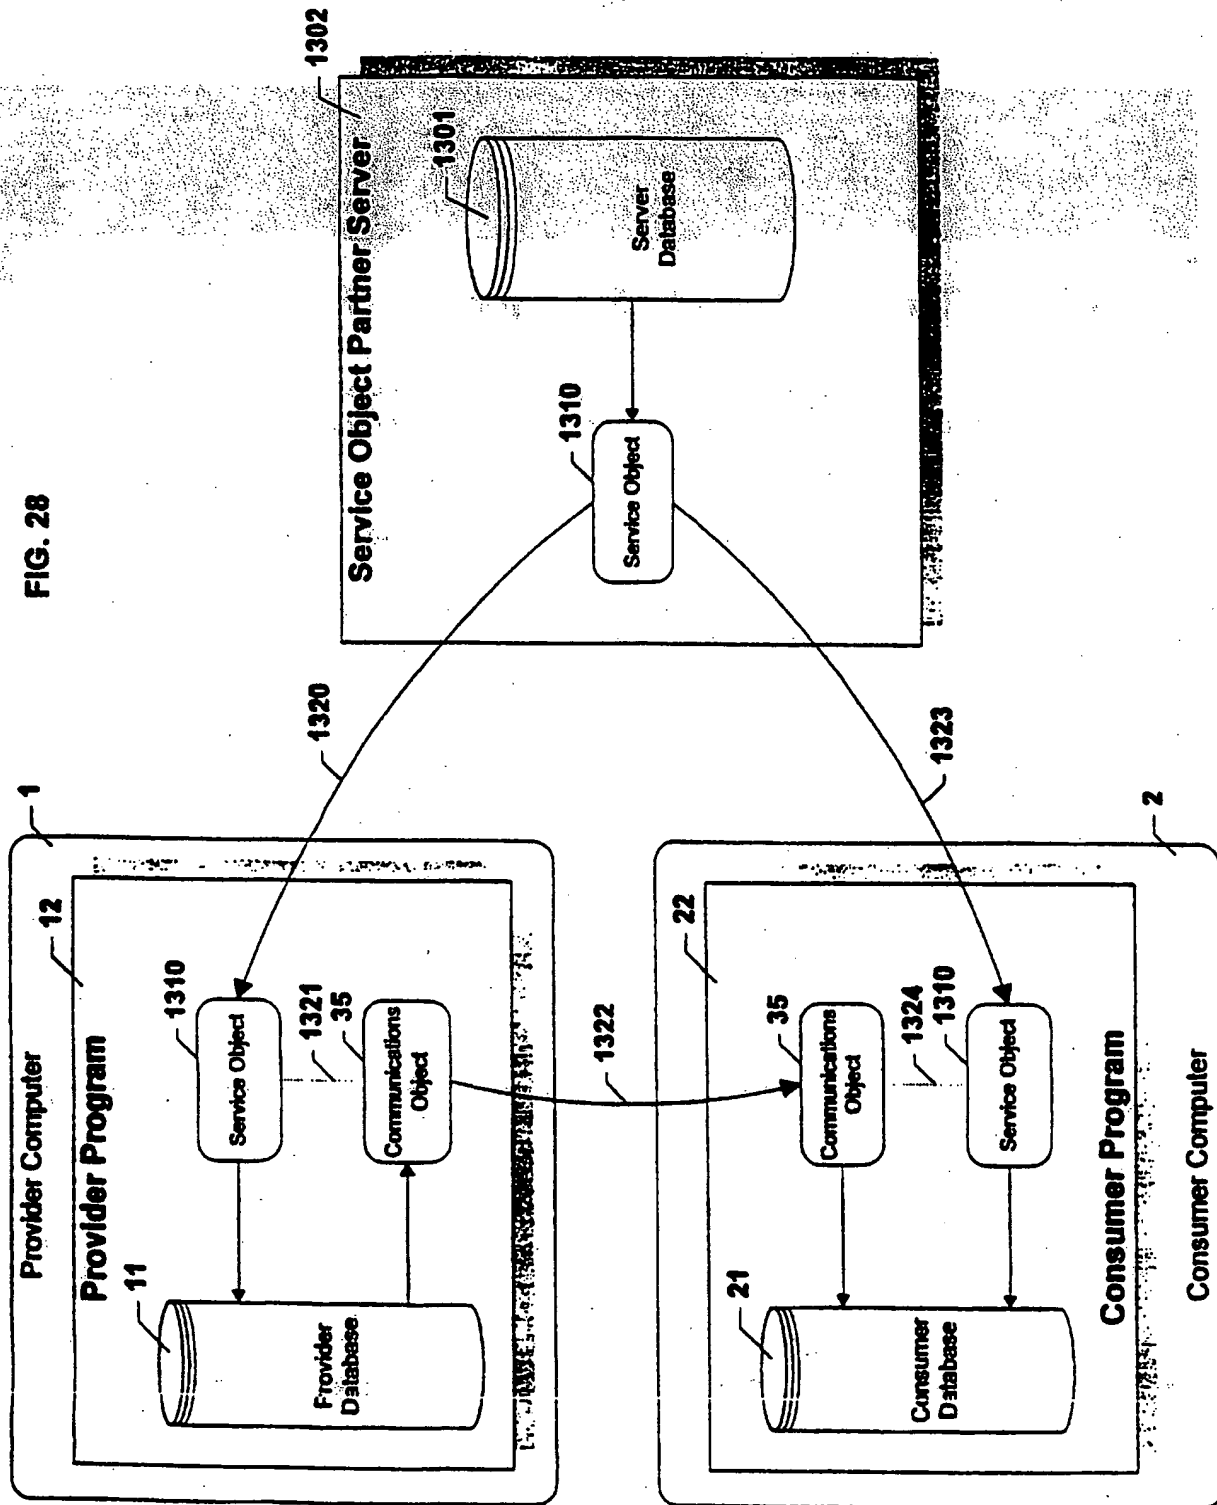 FIG. 28
Provider Computer
1
Provider Program
12
11
Provider
Database
1310
Service Object
1321
35
Communications
Object
1320
1322
Service Object Partner Server
1302
1301
Server
Database
1310
Service Object
1323
2
22
21
Consumer
Database
35
Communications
Object
1324
1310
Service Object
Consumer Program
Consumer Computer